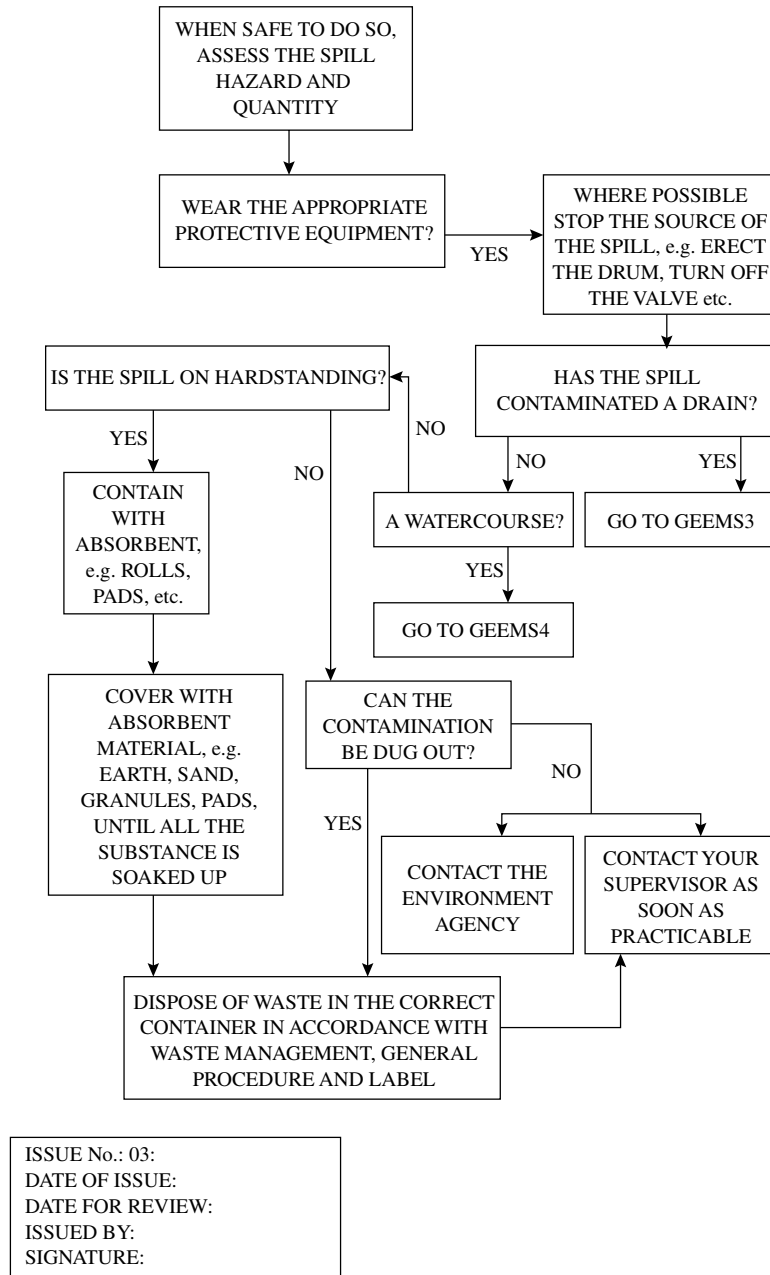 WHEN SAFE TO DO SO,
ASSESS THE SPILL
HAZARD AND
QUANTITY
WEAR THE APPROPRIATE
PROTECTIVE EQUIPMENT?
YES
WHERE POSSIBLE
STOP THE SOURCE OF
THE SPILL, e.g. ERECT
THE DRUM, TURN OFF
THE VALVE etc.
HAS THE SPILL
CONTAMINATED A DRAIN?
YES
GO TO GEEMS3
NO
A WATERCOURSE?
YES
GO TO GEEMS4
NO
IS THE SPILL ON HARDSTANDING?
YES
CONTAIN
WITH
ABSORBENT,
e.g. ROLLS,
PADS, etc.
COVER WITH
ABSORBENT
MATERIAL, e.g.
EARTH, SAND,
GRANULES, PADS,
UNTIL ALL THE
SUBSTANCE IS
SOAKED UP
NO
CAN THE
CONTAMINATION
BE DUG OUT?
NO
CONTACT THE
ENVIRONMENT
AGENCY
CONTACT YOUR
SUPERVISOR AS
SOON AS
PRACTICABLE
YES
DISPOSE OF WASTE IN THE CORRECT
CONTAINER IN ACCORDANCE WITH
WASTE MANAGEMENT, GENERAL
PROCEDURE AND LABEL
ISSUE No.: 03:
DATE OF ISSUE:
DATE FOR REVIEW:
ISSUED BY:
SIGNATURE: